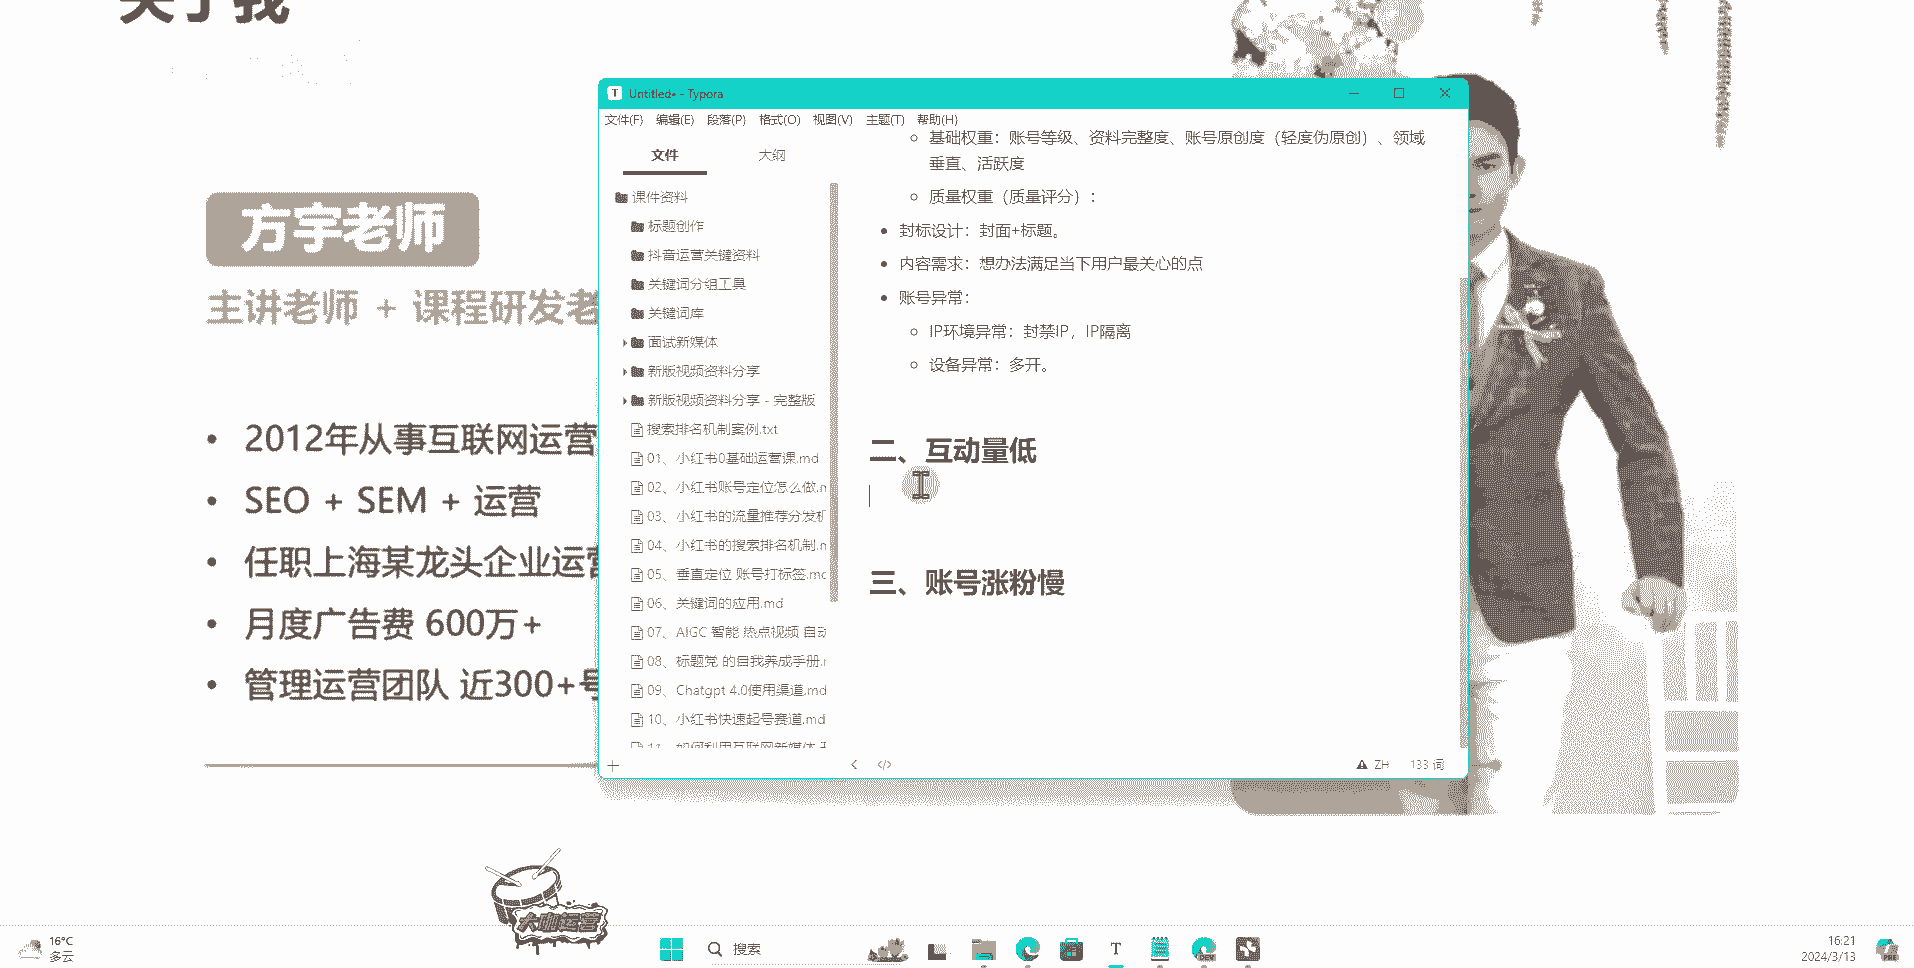 关于我
方宇老师
主讲老师 + 课程研发老
2012年从事互联网运营
SEO + SEM + 运营
任职上海某龙头企业运营
月度广告费 600万+
管理运营团队 近300+号
Untitled• - Typora
文件(F) 编辑(E) 段落(P) 格式(O) 视图(V) 主题(T) 帮助(H)
文件 大纲
课件资料
标题创作
抖音运营关键资料
关键词分组工具
关键词库
面试新媒体
新版视频资料分享
新版视频资料分享 - 完整版
搜索排名机制案例.txt
01、小红书0基础运营课.md
02、小红书账号定位怎么做.m
03、小红书的流量推荐分发机
04、小红书的搜索排名机制.m
05、垂直定位 账号打标签.md
06、关键词的应用.md
07、AIGC 智能 热点视频 自动
08、标题党 的自我养成手册.m
09、Chatgpt 4.0使用渠道.md
10、小红书快速起号赛道.md
基础权重：账号等级、资料完整度、账号原创度（轻度伪原创）、领域
垂直、活跃度
质量权重（质量评分）：
封标设计：封面+标题。
内容需求：想办法满足当下用户最关心的点
账号异常：
IP环境异常：封禁IP，IP隔离
设备异常：多开。
二、互动量低
三、账号涨粉慢
ZH 133 词
大咖运营
16°C
多云
搜索
T
DEV
PRE
16:21
2024/3/13